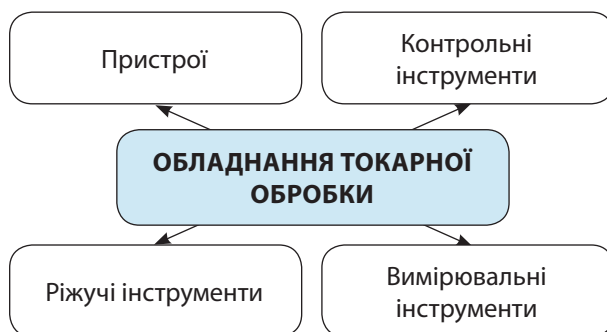 Пристрої
Контрольні
інструменти
ОБЛАДНАННЯ ТОКАРНОЇ
ОБРОБКИ
Ріжучі інструменти
Вимірювальні
інструменти